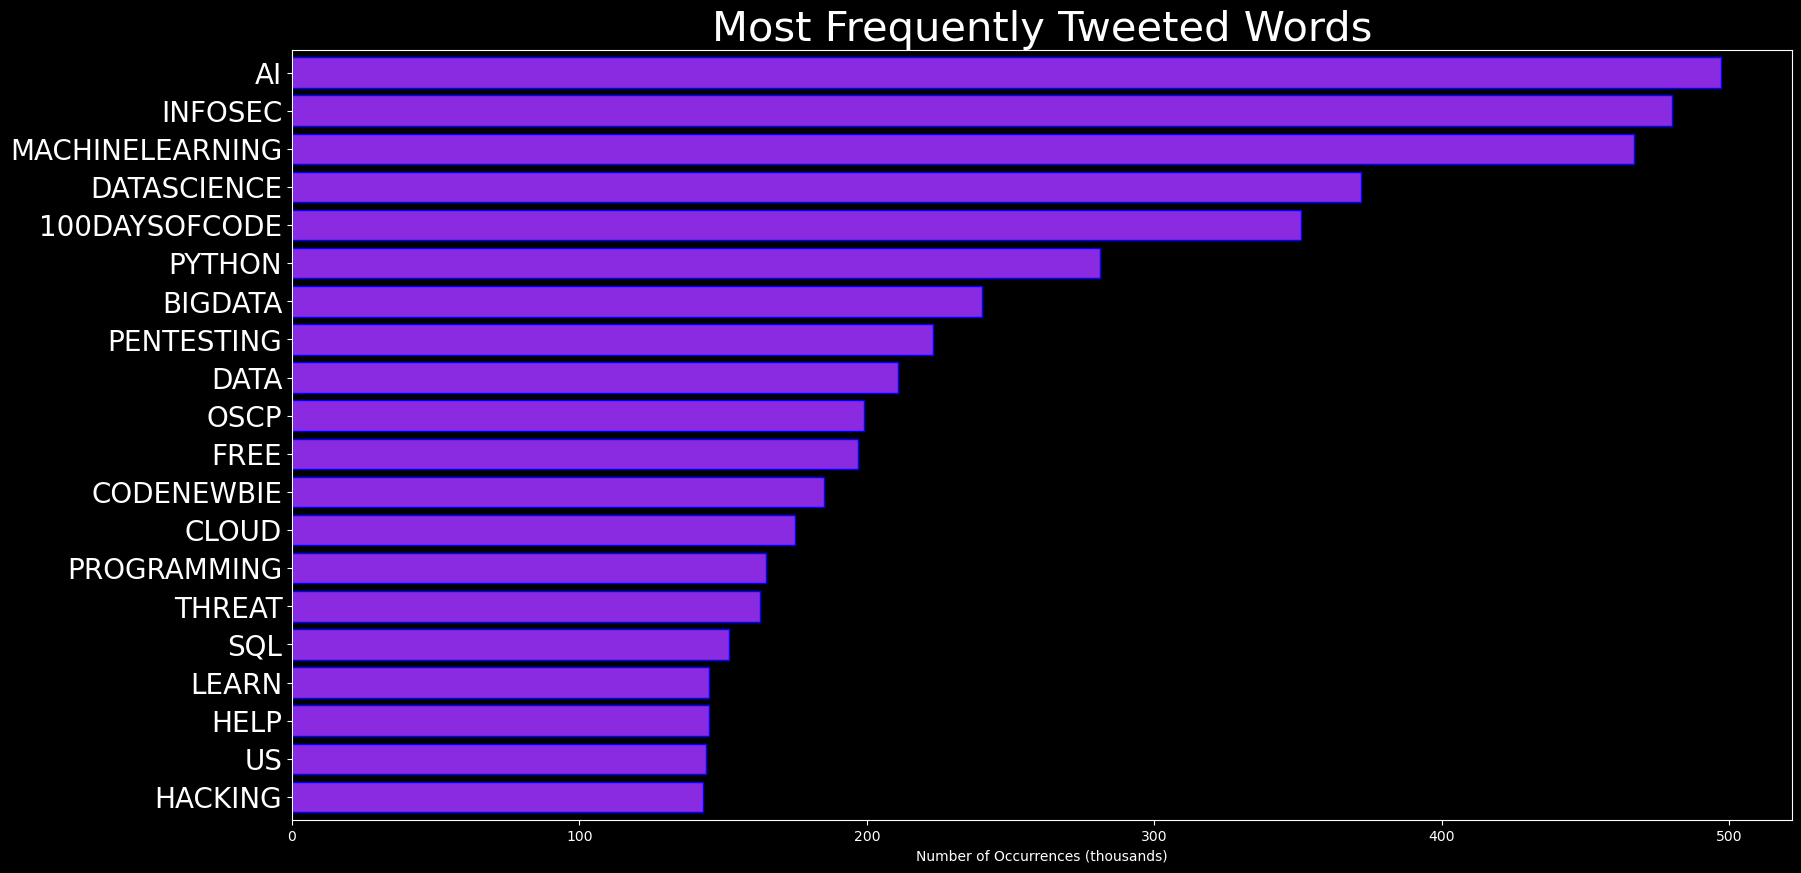 Most Frequently Tweeted Words
AI
INFOSEC
MACHINELEARNING
DATASCIENCE
100DAYSOFCODE
PYTHON
BIGDATA
PENTESTING
DATA
OSCP
FREE
CODENEWBIE
CLOUD
PROGRAMMING
THREAT
SQL
LEARN
HELP
US
HACKING
0 100 200 300 400 500
Number of Occurrences (thousands)